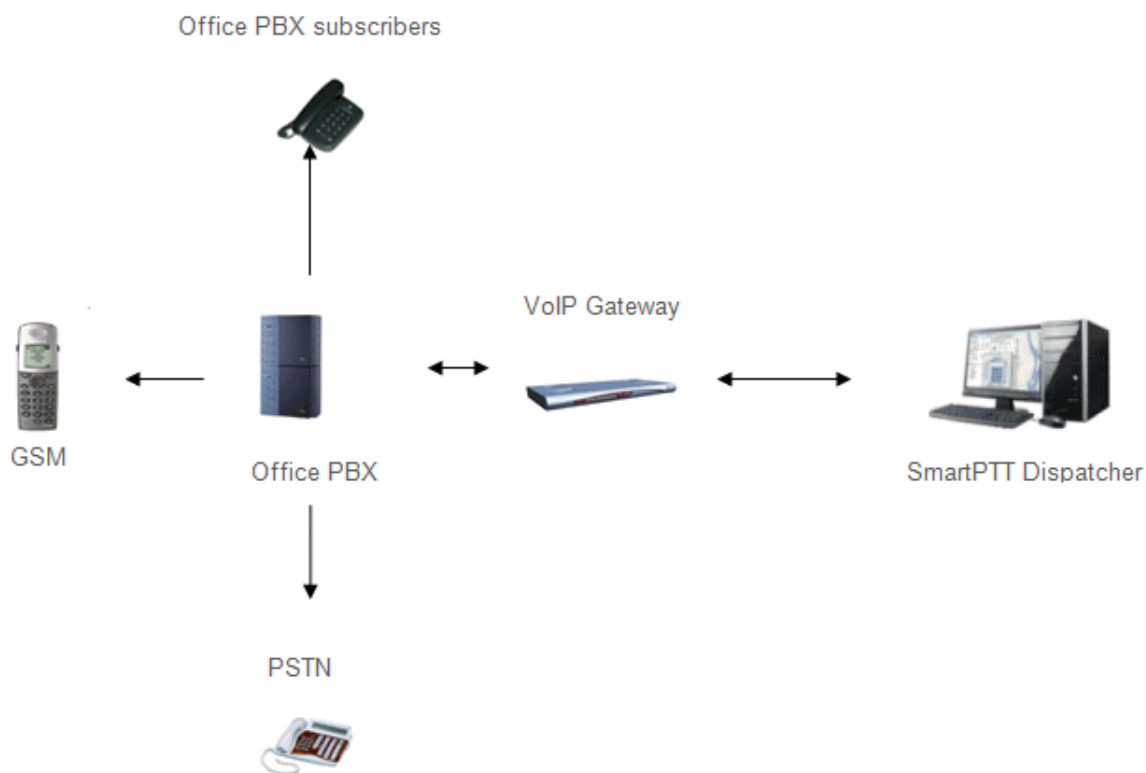 Office PBX subscribers
VoIP Gateway
GSM
Office PBX
SmartPTT Dispatcher
PSTN